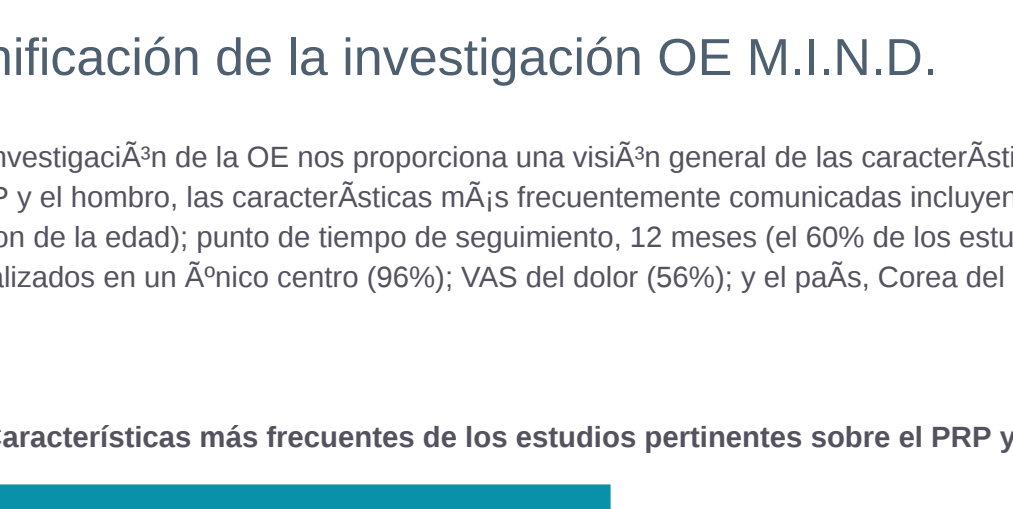 nificación de la investigación OE M.I.N.D.
nvestigaciÃ³n de la OE nos proporciona una visiÃ³n general de las caracterÃsti
P y el hombro, las caracterÃsticas mÃ¡s frecuentemente comunicadas incluyen
on de la edad); punto de tiempo de seguimiento, 12 meses (el 60% de los estu
alizados en un Ãºnico centro (96%); VAS del dolor (56%); y el paÃs, Corea del
Características más frecuentes de los estudios pertinentes sobre el PRP y